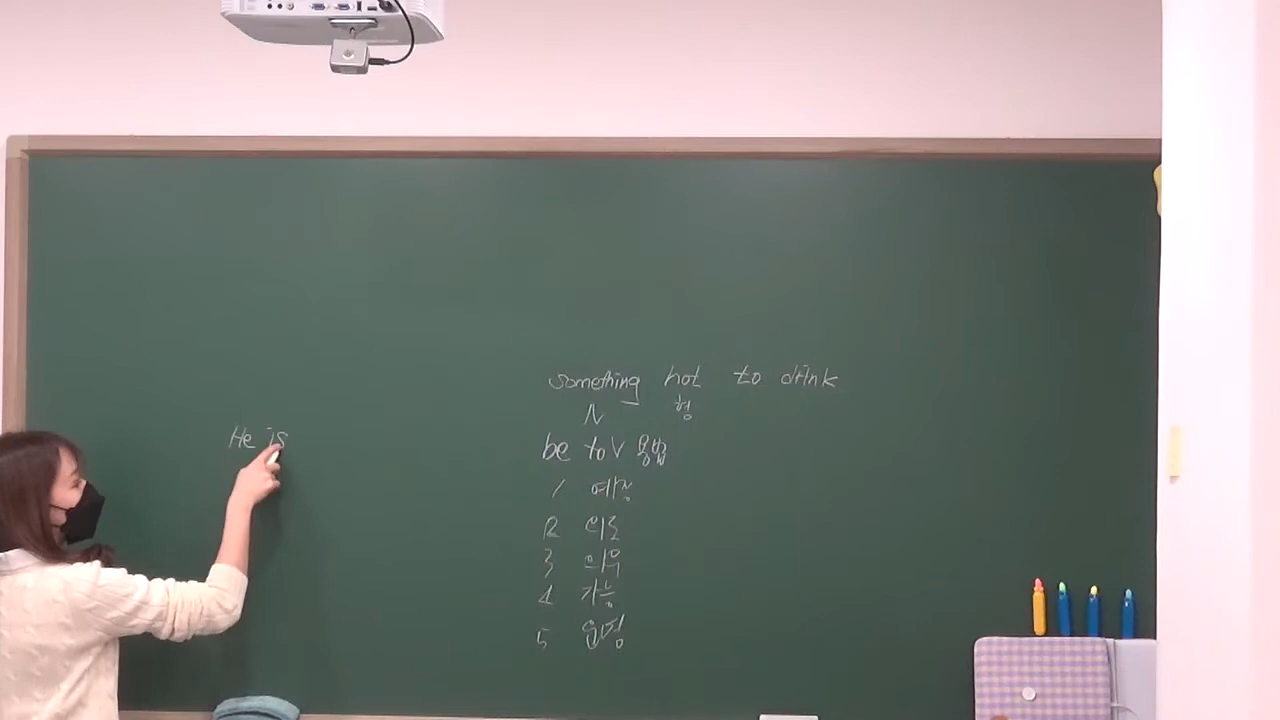 He is
something hot to drink
N 형
be to V 용법
1 예정
2 의도
3 의무
4 가능
5 운명